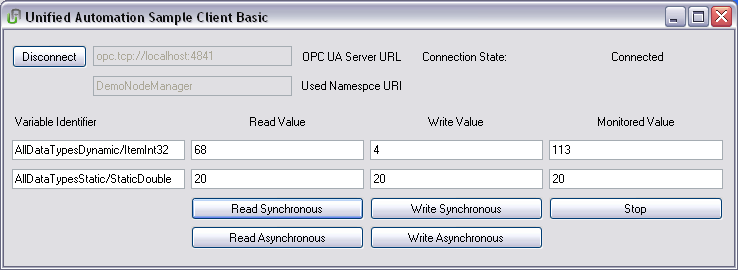 Unified Automation Sample Client Basic
Disconnect opc.tcp://localhost:4841 OPC UA Server URL Connection State: Connected
DemoNodeManager Used Namespce URI
Variable Identifier Read Value Write Value Monitored Value
AllDataTypesDynamic/ItemInt32 68 4 113
AllDataTypesStatic/StaticDouble 20 20 20
Read Synchronous Write Synchronous Stop
Read Asynchronous Write Asynchronous